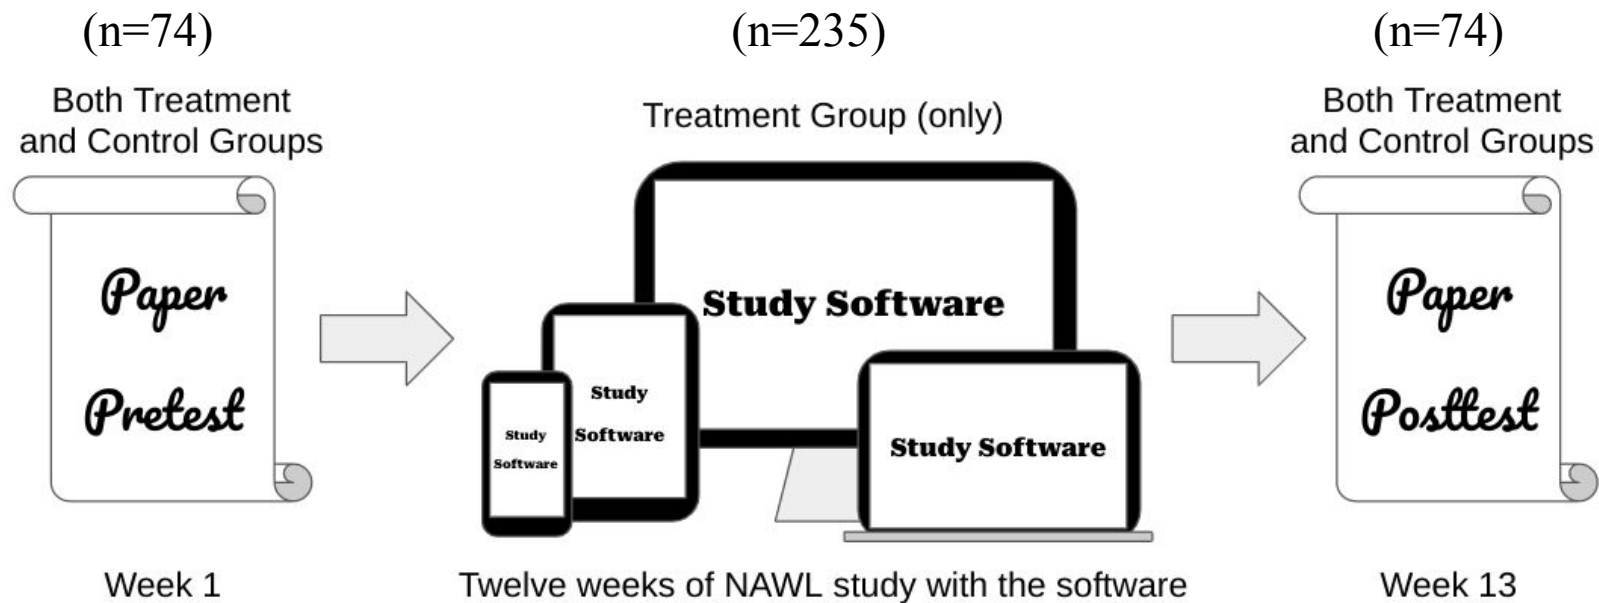 (n=74)
Both Treatment
and Control Groups
Paper
Pretest
Week 1
(n=235)
Treatment Group (only)
Study Software
Study
Software
Study
Software
Study Software
Twelve weeks of NAWL study with the software
(n=74)
Both Treatment
and Control Groups
Paper
Posttest
Week 13